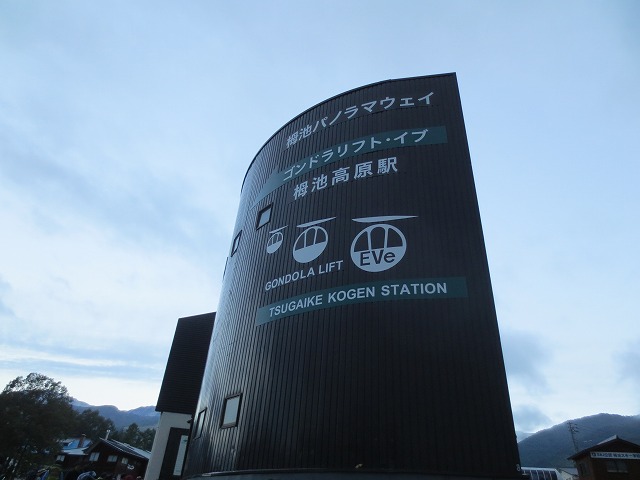 栂池パノラマウェイ
ゴンドラリフト・イブ
栂池高原駅
EVe
GONDOLA LIFT
TSUGAIKE KOGEN STATION